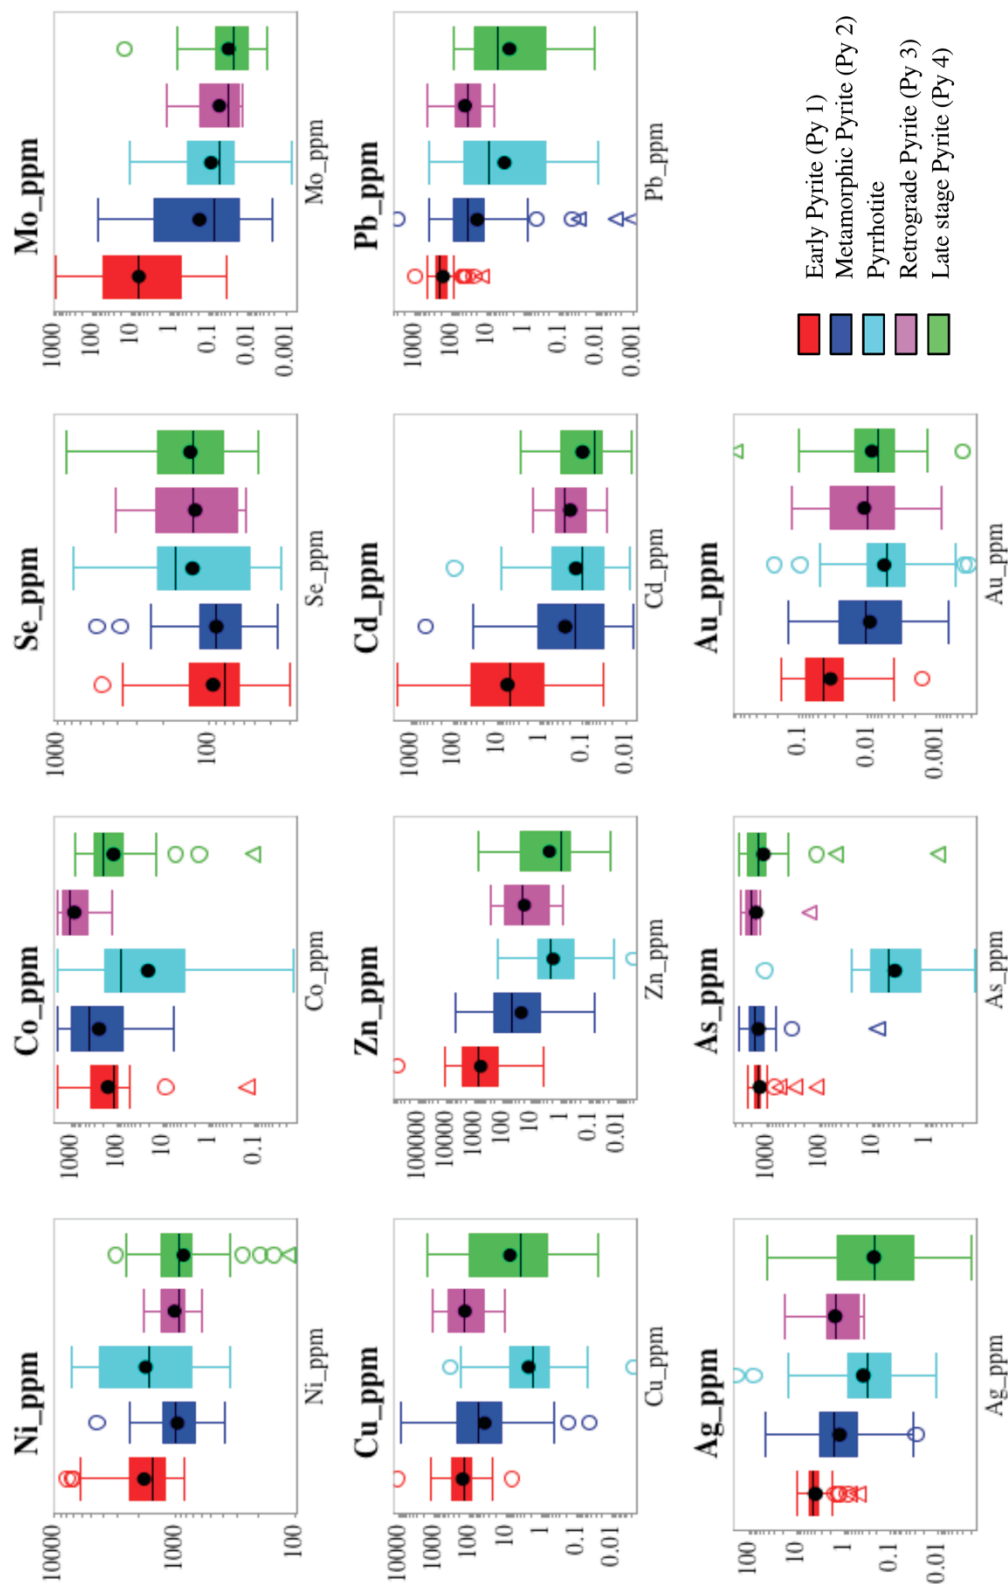 Ni_ppm
10000
1000
100
Ni_ppm
Co_ppm
1000
100
10
1
0.1
Co_ppm
Se_ppm
1000
100
Se_ppm
Mo_ppm
1000
100
10
1
0.1
0.01
0.001
Mo_ppm
Cu_ppm
10000
1000
100
10
1
0.1
0.01
Cu_ppm
Zn_ppm
100000
10000
1000
100
10
1
0.1
0.01
Zn_ppm
Cd_ppm
1000
100
10
1
0.1
0.01
Cd_ppm
Pb_ppm
1000
100
10
1
0.1
0.01
0.001
Pb_ppm
Ag_ppm
100
10
1
0.1
0.01
Ag_ppm
As_ppm
1000
100
10
1
As_ppm
Au_ppm
0.1
0.01
0.001
Au_ppm
Early Pyrite (Py 1)
Metamorphic Pyrite (Py 2)
Pyrrhotite
Retrograde Pyrite (Py 3)
Late stage Pyrite (Py 4)